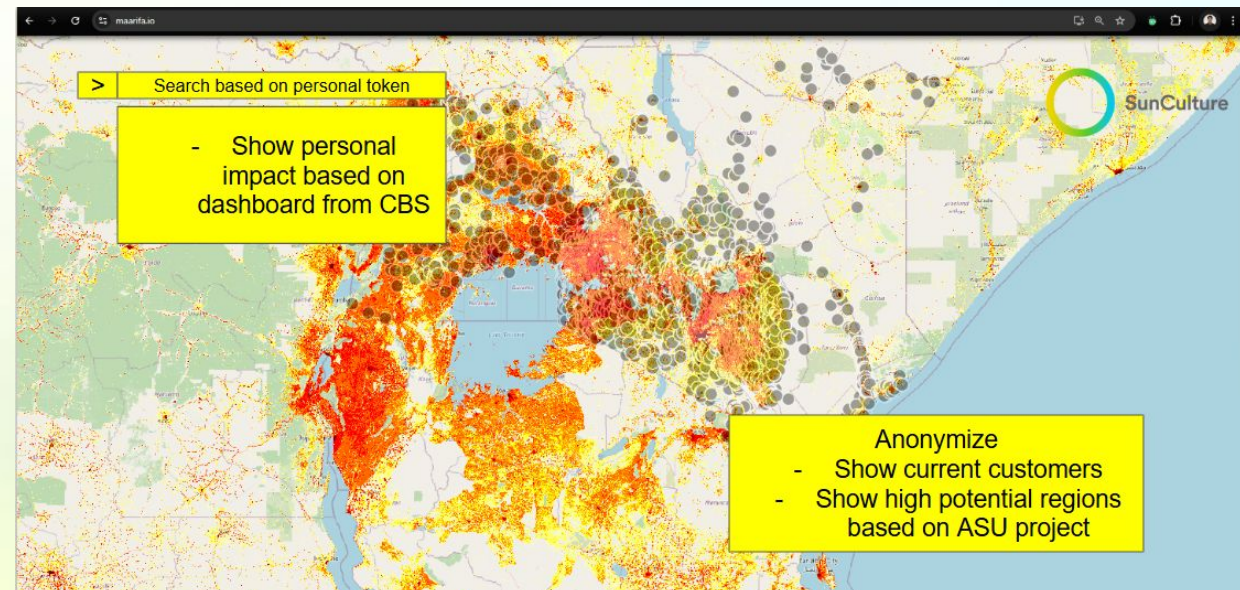 maarifa.io
> Search based on personal token
SunCulture
- Show personal
impact based on
dashboard from CBS
Anonymize
- Show current customers
- Show high potential regions
based on ASU project